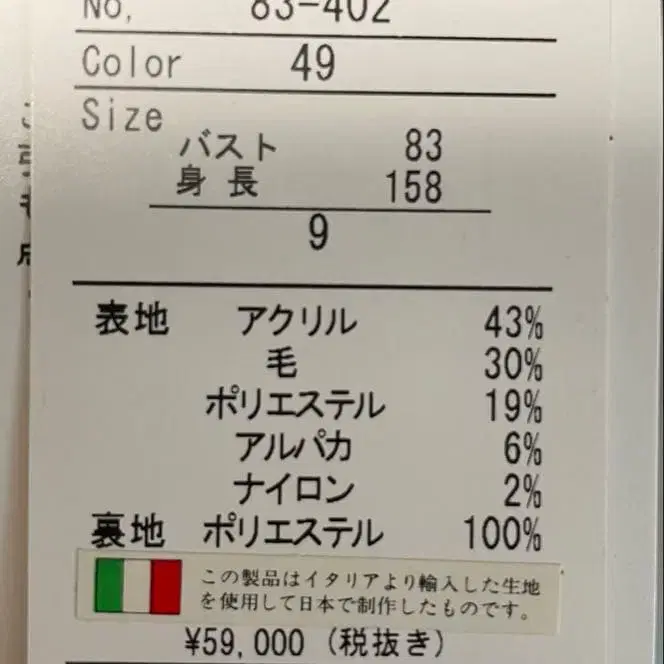 No. 83-402
Color 49
Size
バスト 83
身長 158
9
表地 アクリル 43%
毛 30%
ポリエステル 19%
アルパカ 6%
ナイロン 2%
裏地 ポリエステル 100%
この製品はイタリアより輸入した生地
を使用して日本で制作したものです。
¥59,000 (税抜き)